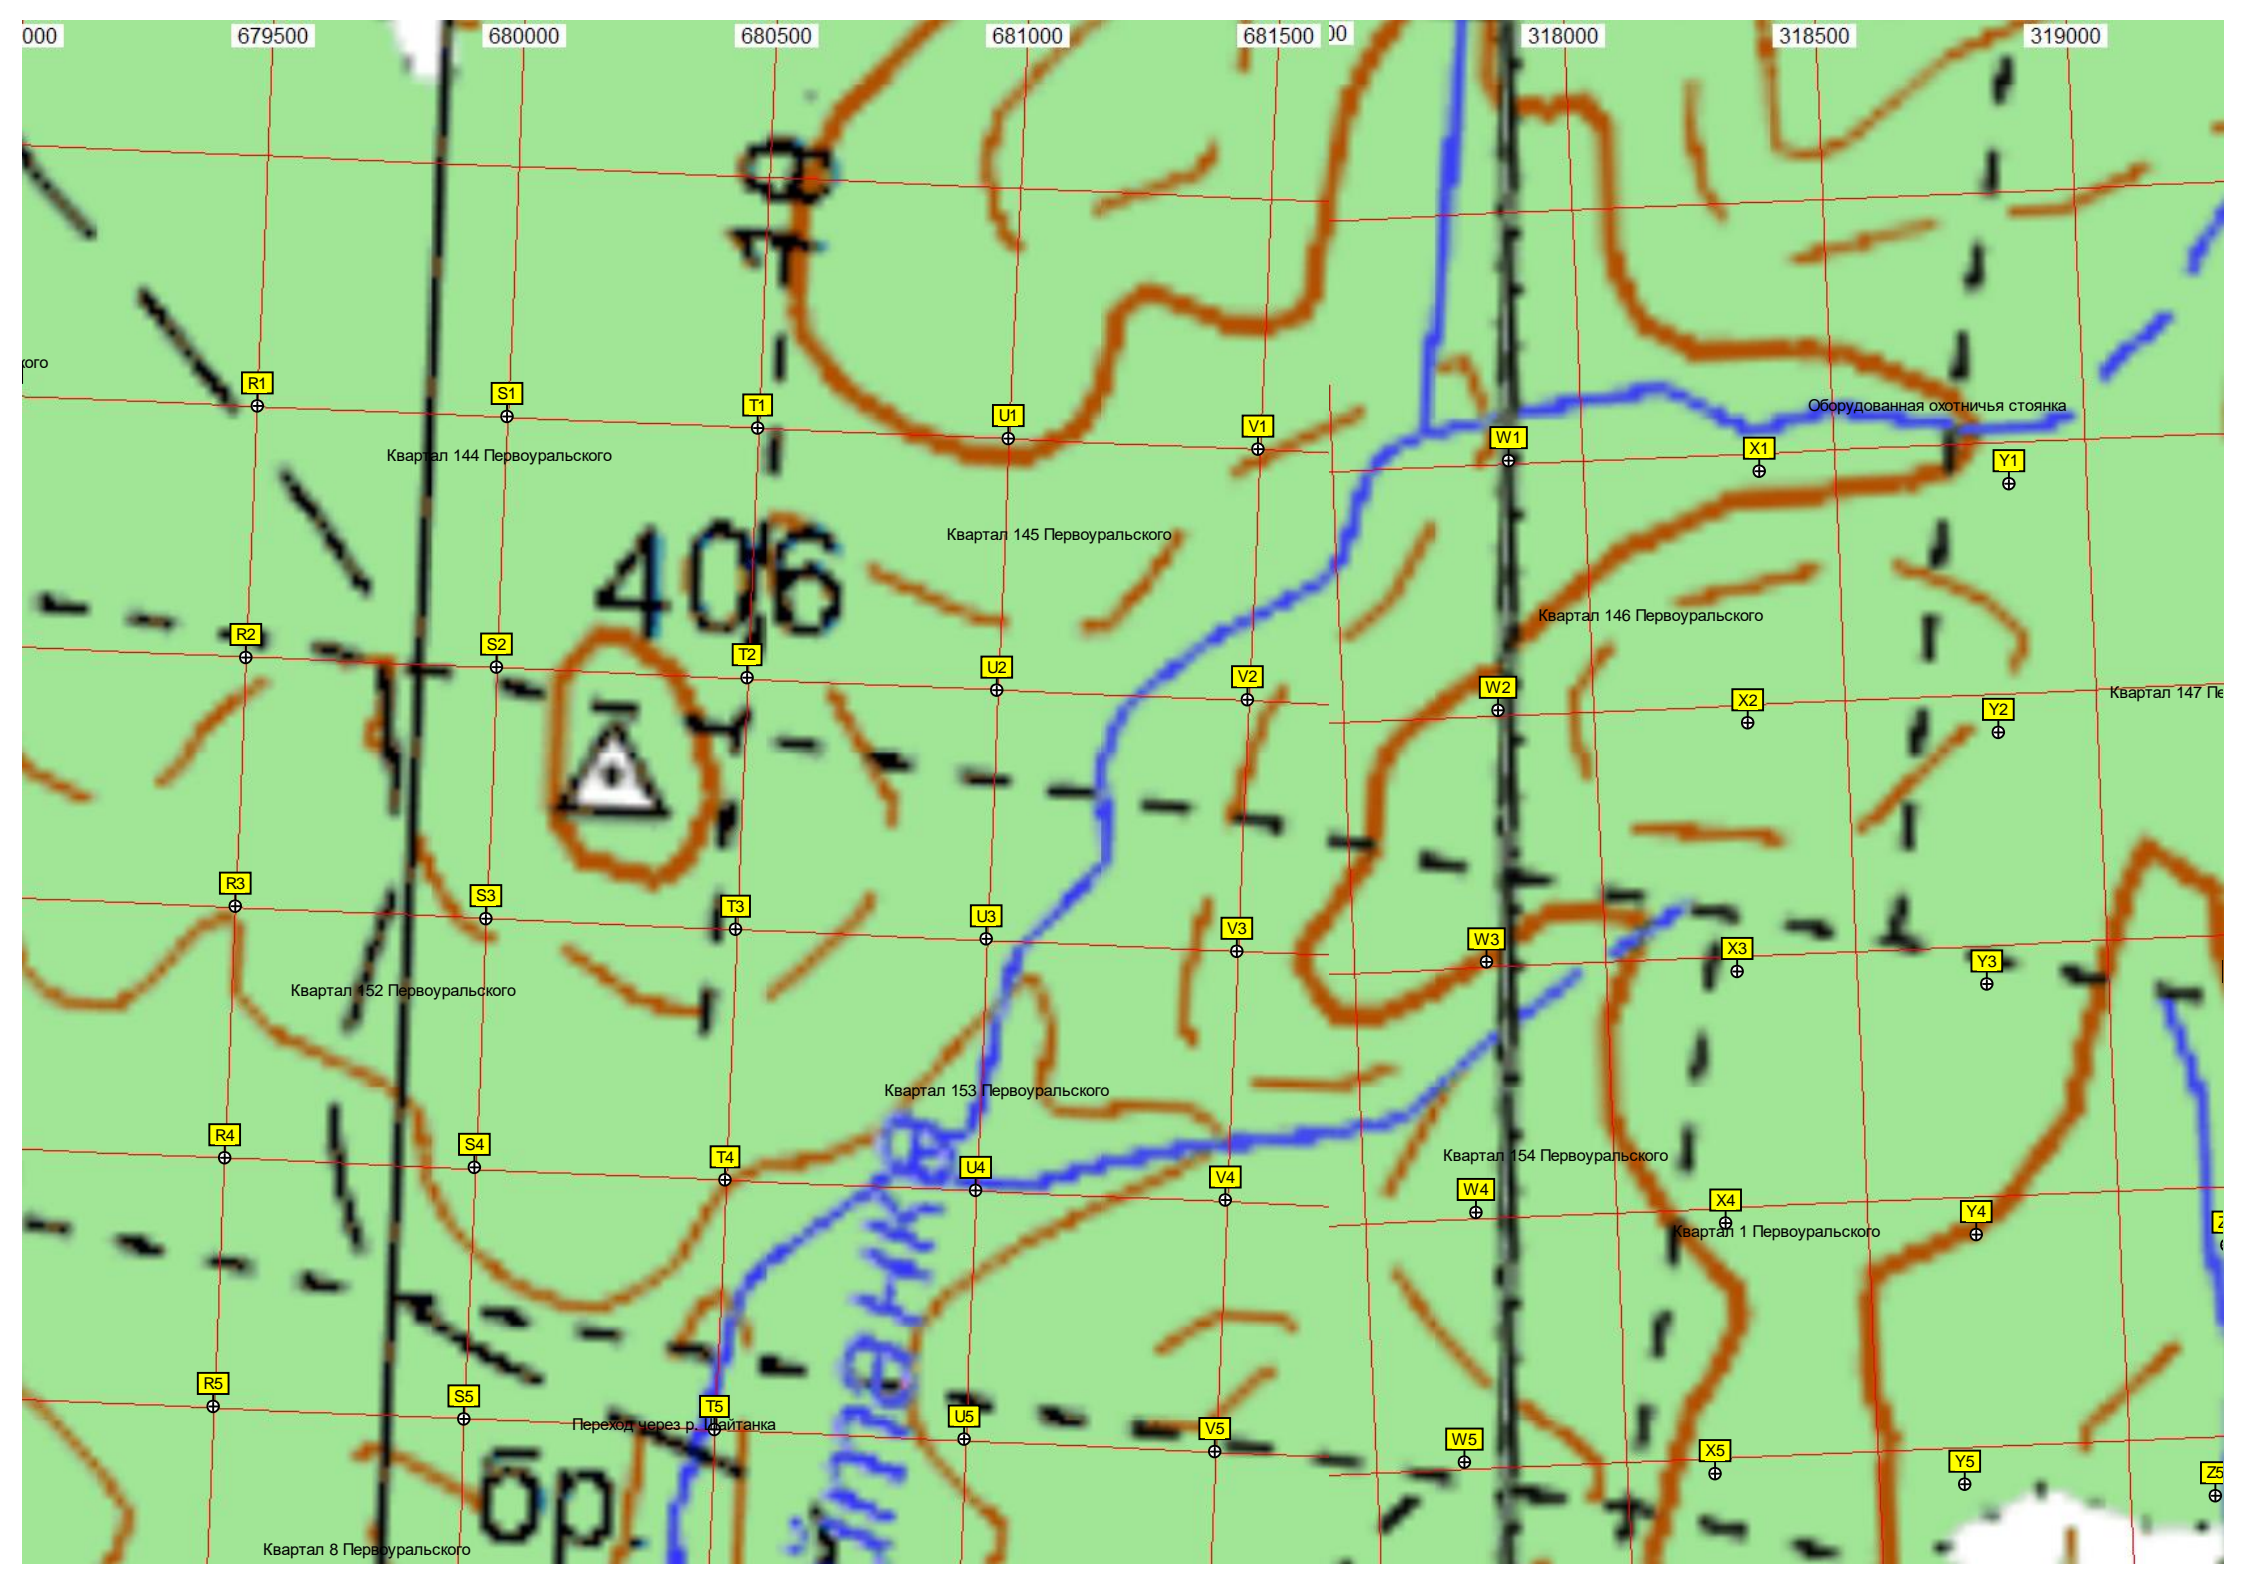 000 679500 680000 680500 681000 681500 00 318000 318500 319000
18
кого
R1 S1 T1 U1 V1 W1 X1 Y1
Оборудованная охотничья стоянка
Квартал 144 Первоуральского
Квартал 145 Первоуральского
406
Квартал 146 Первоуральского
R2 S2 T2 U2 V2 W2 X2 Y2
Квартал 147 Пе
R3 S3 T3 U3 V3 W3 X3 Y3
Квартал 152 Первоуральского
Квартал 153 Первоуральского
R4 S4 T4 U4 V4 W4 X4 Y4 Z
Квартал 154 Первоуральского
Квартал 1 Первоуральского
R5 S5 T5 U5 V5 W5 X5 Y5 Z5
Переход через р. Шайтанка
бр.
Квартал 8 Первоуральского